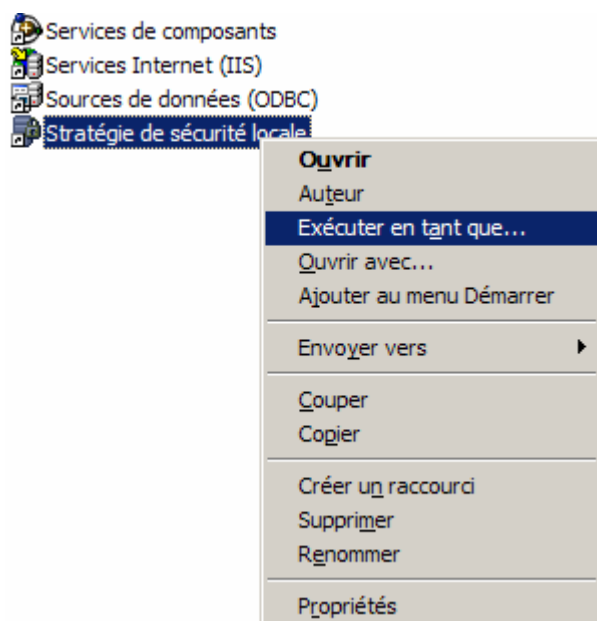 Services de composants
Services Internet (IIS)
Sources de données (ODBC)
Stratégie de sécurité locale
Ouvrir
Auteur
Exécuter en tant que...
Ouvrir avec...
Ajouter au menu Démarrer
Envoyer vers
Couper
Copier
Créer un raccourci
Supprimer
Renommer
Propriétés